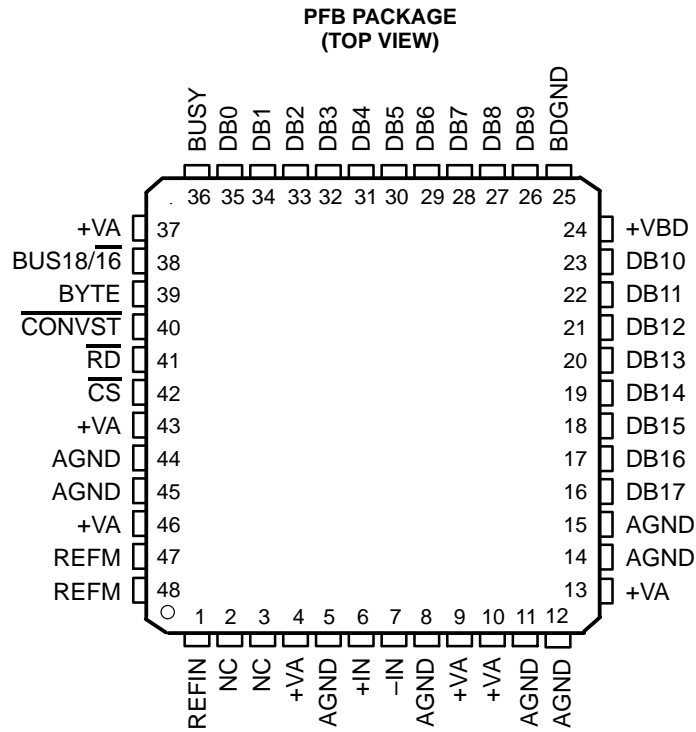 PFB PACKAGE
(TOP VIEW)
BUSY DB0 DB1 DB2 DB3 DB4 DB5 DB6 DB7 DB8 DB9 BDGND
36 35 34 33 32 31 30 29 28 27 26 25
+VA 37 24 +VBD
BUS18/16 38 23 DB10
BYTE 39 22 DB11
CONVST 40 21 DB12
RD 41 20 DB13
CS 42 19 DB14
+VA 43 18 DB15
AGND 44 17 DB16
AGND 45 16 DB17
+VA 46 15 AGND
REFM 47 14 AGND
REFM 48 13 +VA
1 2 3 4 5 6 7 8 9 10 11 12
REFIN NC NC +VA AGND +IN –IN AGND +VA +VA AGND AGND